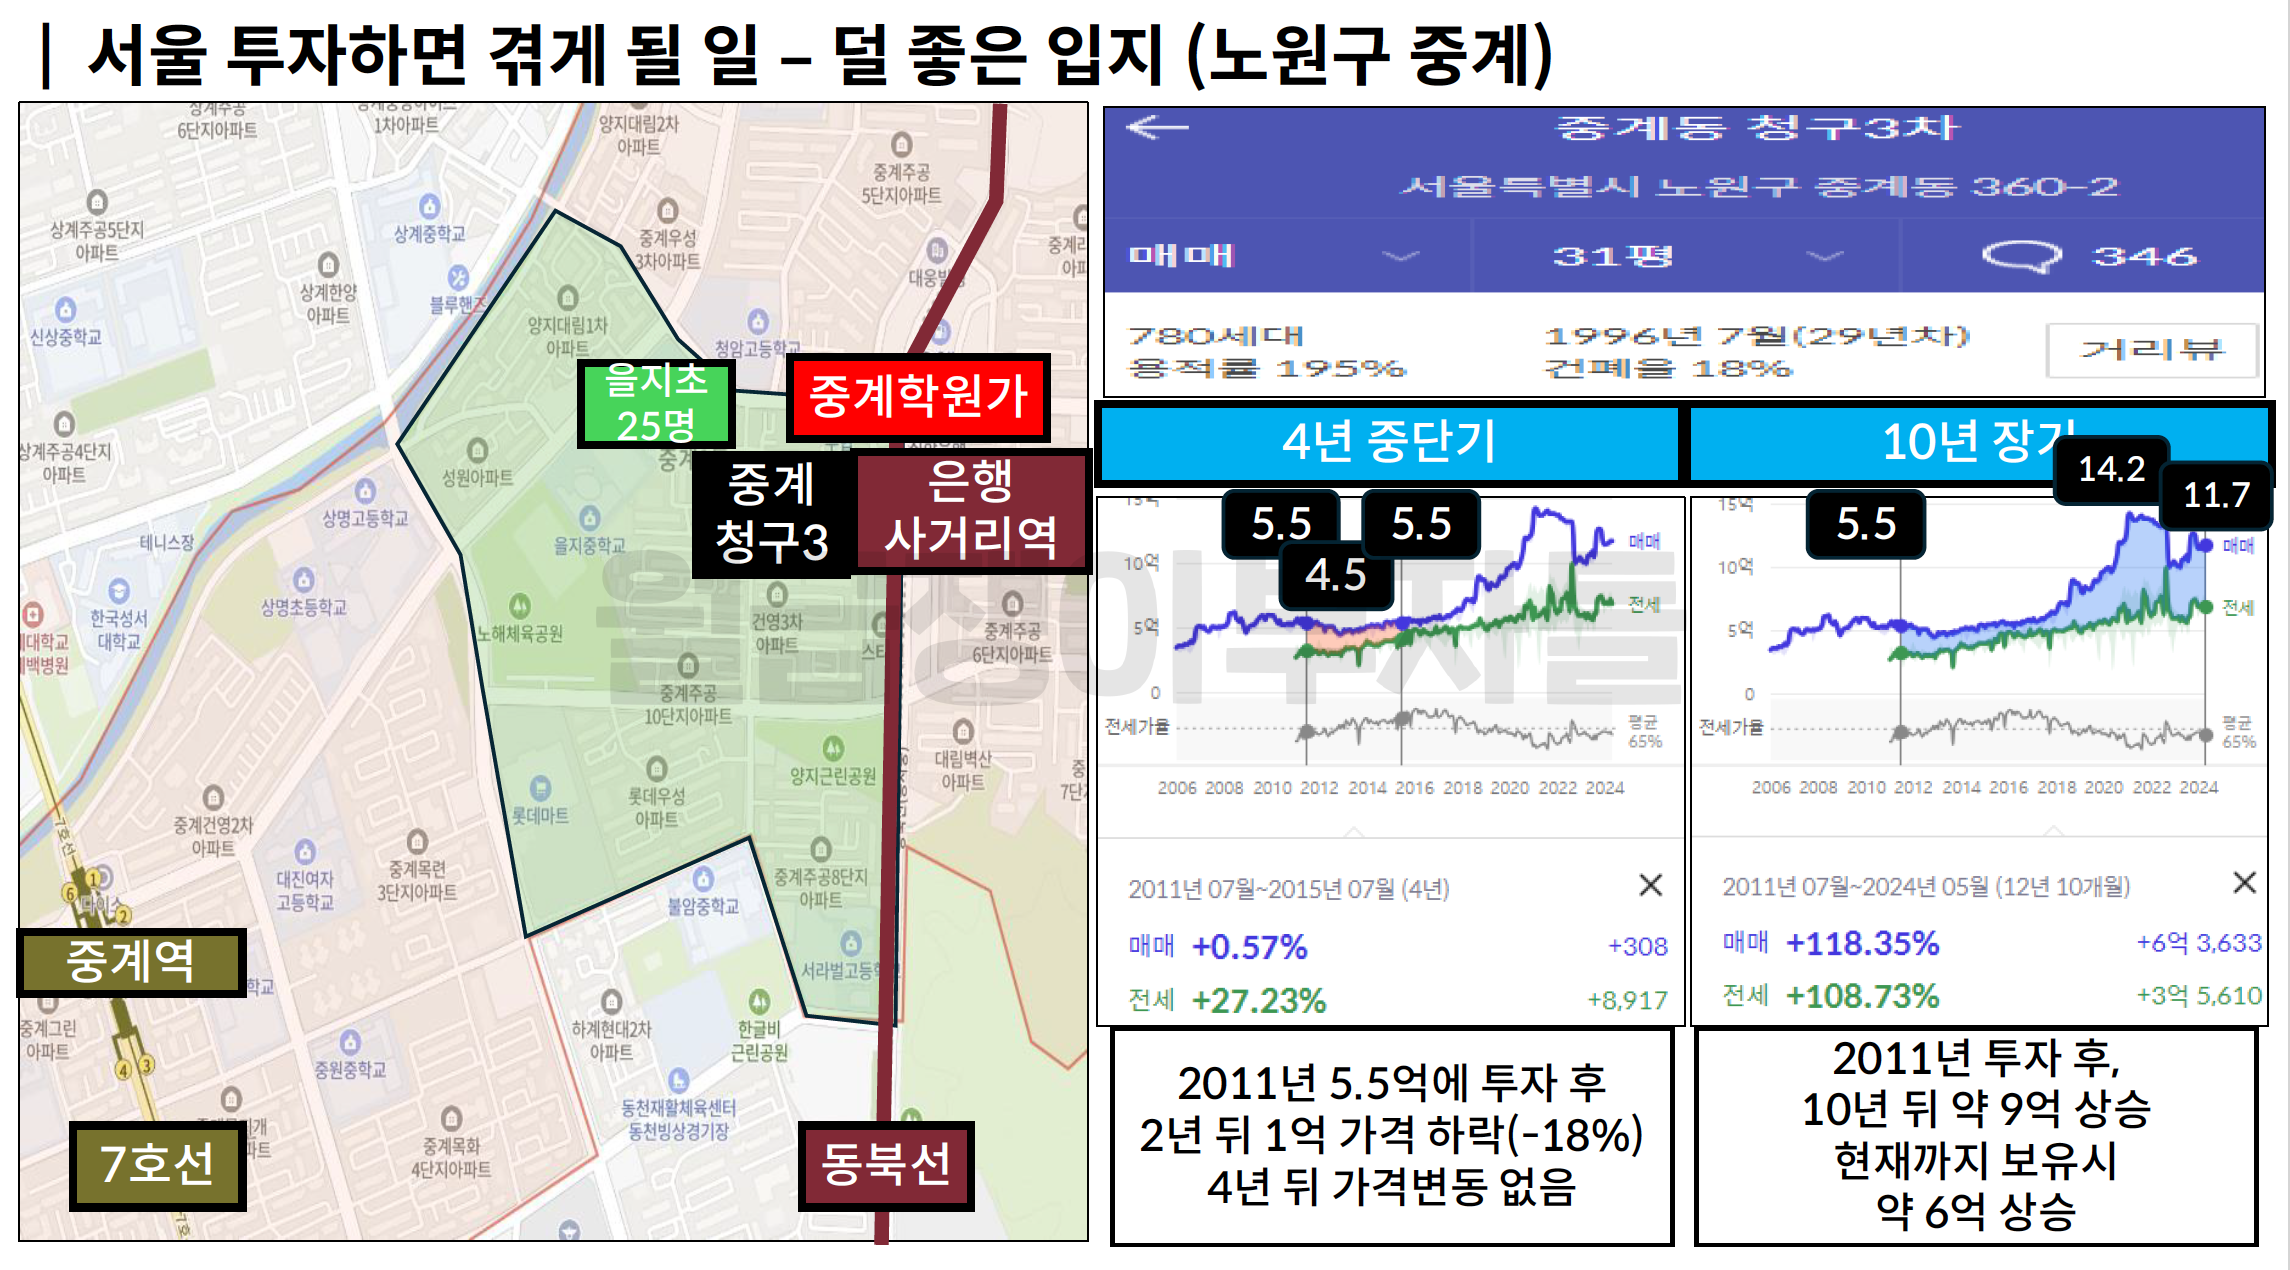 | 서울 투자하면 겪게 될 일 – 덜 좋은 입지 (노원구 중계)
6단지아파트
1차아파트
양지대림2차
아파트
중계주공
5단지아파트
상계주공5단지
아파트
상계중학교
중계우성
3차아파트
상계한양
아파트
블루핸즈
신상중학교
양지대림1차
아파트
청암고등학교
을지초
25명
중계학원가
상계주공4단지
아파트
성원아파트
중계
청구3
은행
사거리역
상명고등학교
테니스장
을지중학교
상명초등학교
한국성서
대학교
노해체육공원
건영3차
아파트
중계주공
6단지아파트
중계주공
10단지아파트
양지근린공원
대림벽산
아파트
롯데마트
롯데우성
아파트
중계건영2차
아파트
7호선
중계목련
3단지아파트
대진여자
고등학교
불암중학교
중계주공8단지
아파트
서라벌고등학교
중계역
중계그린
아파트
하계현대2차
아파트
한글비
근린공원
중원중학교
동천재활체육센터
동천빙상경기장
중계목화
4단지아파트
7호선
동북선
중계동 청구3차
서울특별시 노원구 중계동 360-2
매매 31평 346
780세대 1996년 7월(29년차) 거리뷰
용적률 195% 건폐율 18%
4년 중단기
15억
5.5 4.5 5.5
10억
5억
0
매매
전세
전세가율
평균
65%
2006 2008 2010 2012 2014 2016 2018 2020 2022 2024
2011년 07월~2015년 07월 (4년)
매매 +0.57% +308
전세 +27.23% +8,917
2011년 5.5억에 투자 후
2년 뒤 1억 가격 하락(-18%)
4년 뒤 가격변동 없음
10년 장기
15억
5.5 14.2 11.7
10억
5억
0
매매
전세
전세가율
평균
65%
2006 2008 2010 2012 2014 2016 2018 2020 2022 2024
2011년 07월~2024년 05월 (12년 10개월)
매매 +118.35% +6억 3,633
전세 +108.73% +3억 5,610
2011년 투자 후,
10년 뒤 약 9억 상승
현재까지 보유시
약 6억 상승
월급쟁이부자들